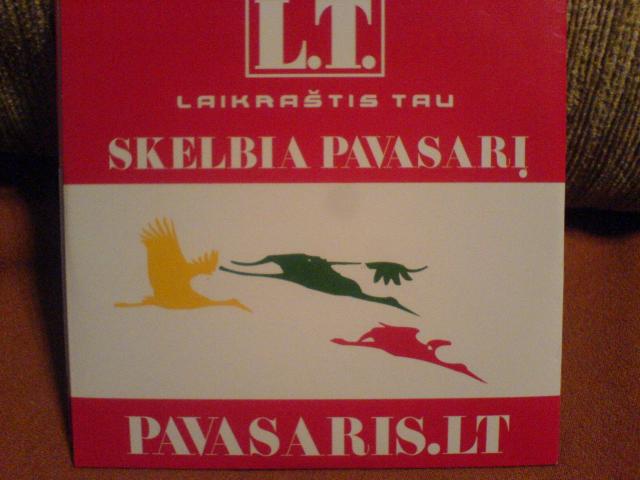 L.T.
LAIKRAŠTIS TAU
SKELBIA PAVASARĮ
PAVASARIS.LT